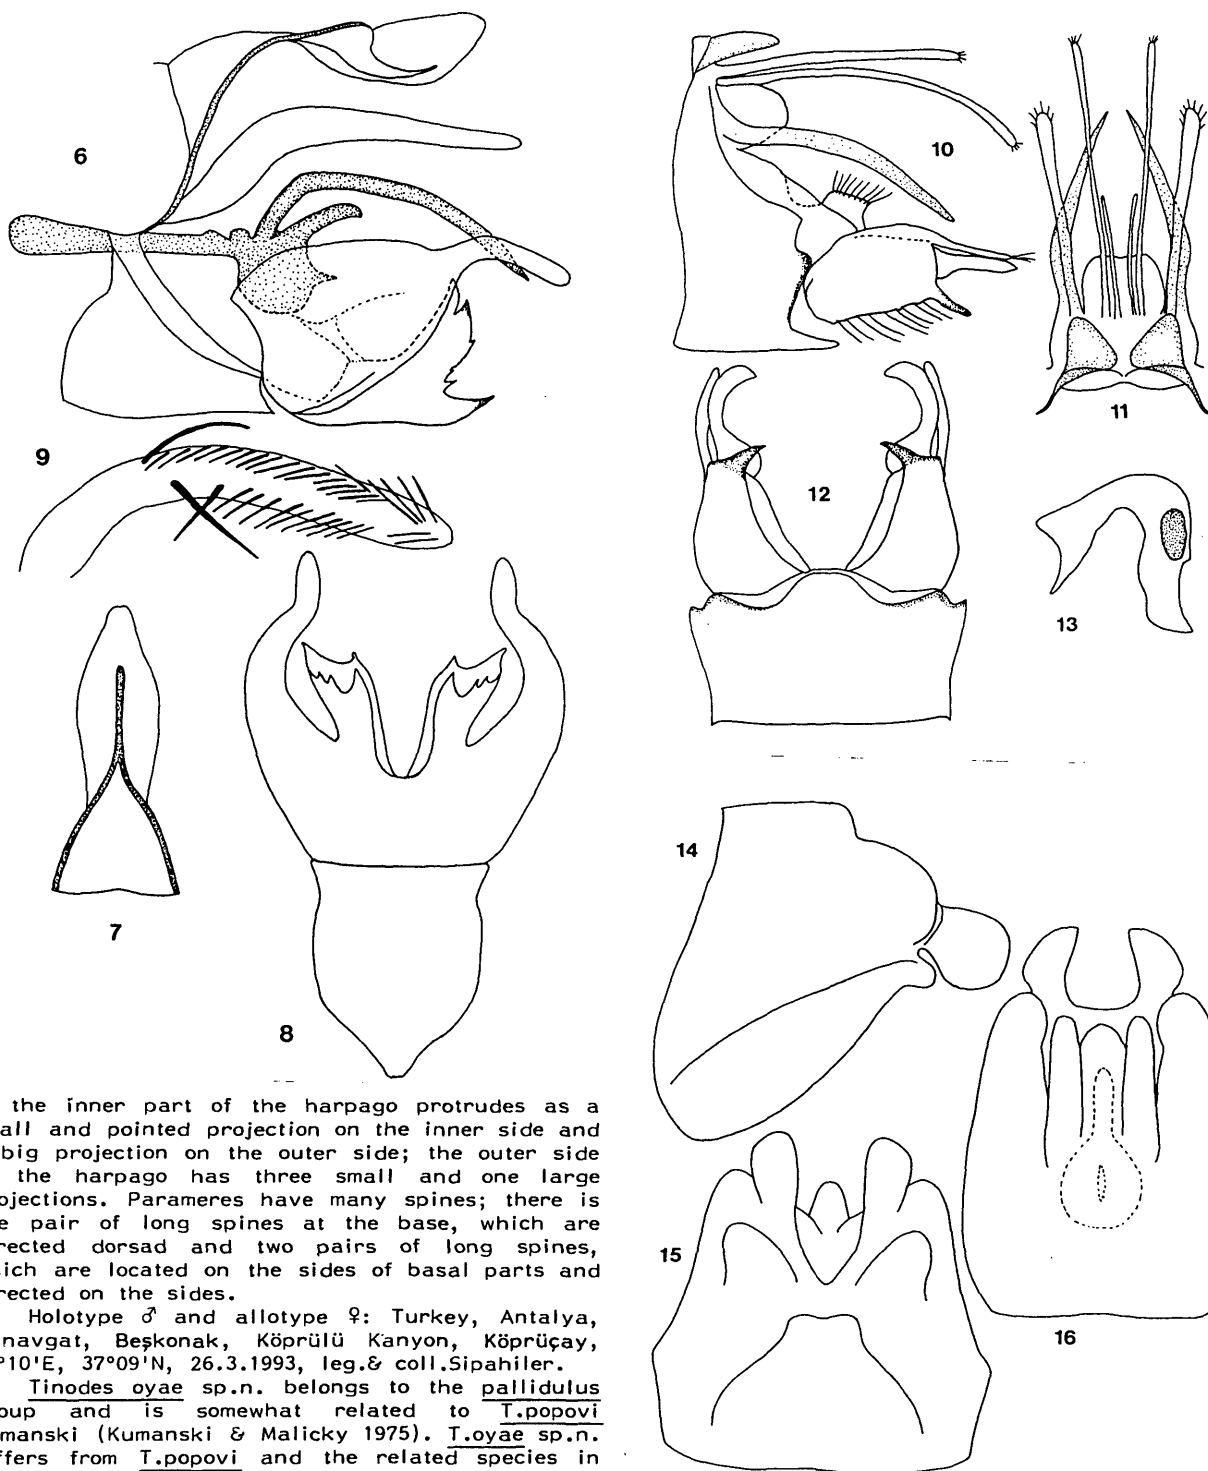 6
9
7
8
10
11
12
13
14
15
16
the inner part of the harpago protrudes as a
all and pointed projection on the inner side and
big projection on the outer side; the outer side
the harpago has three small and one large
ojections. Parameres have many spines; there is
e pair of long spines at the base, which are
rected dorsad and two pairs of long spines,
ich are located on the sides of basal parts and
rected on the sides.
Holotype ♂ and allotype ♀: Turkey, Antalya,
navgat, Beşkonak, Köprülü Kanyon, Köprüçay,
°10'E, 37°09'N, 26.3.1993, leg.& coll.Sipahiler.
Tinodes oyae sp.n. belongs to the pallidulus
oup and is somewhat related to T.popovi
manski (Kumanski & Malicky 1975). T.oyae sp.n.
ffers from T.popovi and the related species in